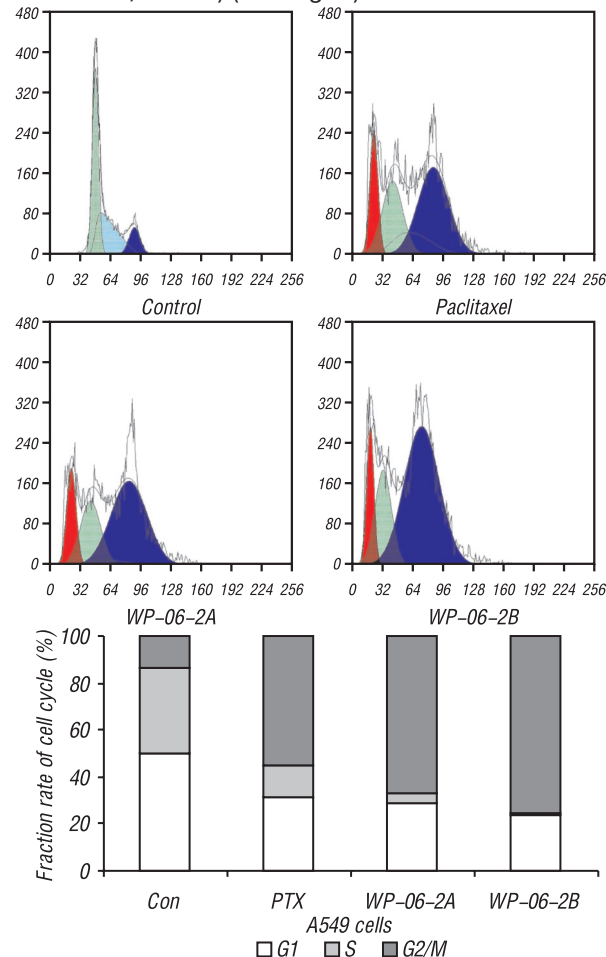 480 480
400 400
320 320
240 240
160 160
80 80
0 0
0 32 64 96 128 160 192 224 256 0 32 64 96 128 160 192 224 256
Control Paclitaxel
480 480
400 400
320 320
240 240
160 160
80 80
0 0
0 32 64 96 128 160 192 224 256 0 32 64 96 128 160 192 224 256
WP–06–2A WP–06–2B
Fraction rate of cell cycle (%)
100
80
60
40
20
0
Con PTX WP–06–2A WP–06–2B
A549 cells
G1 S G2/M